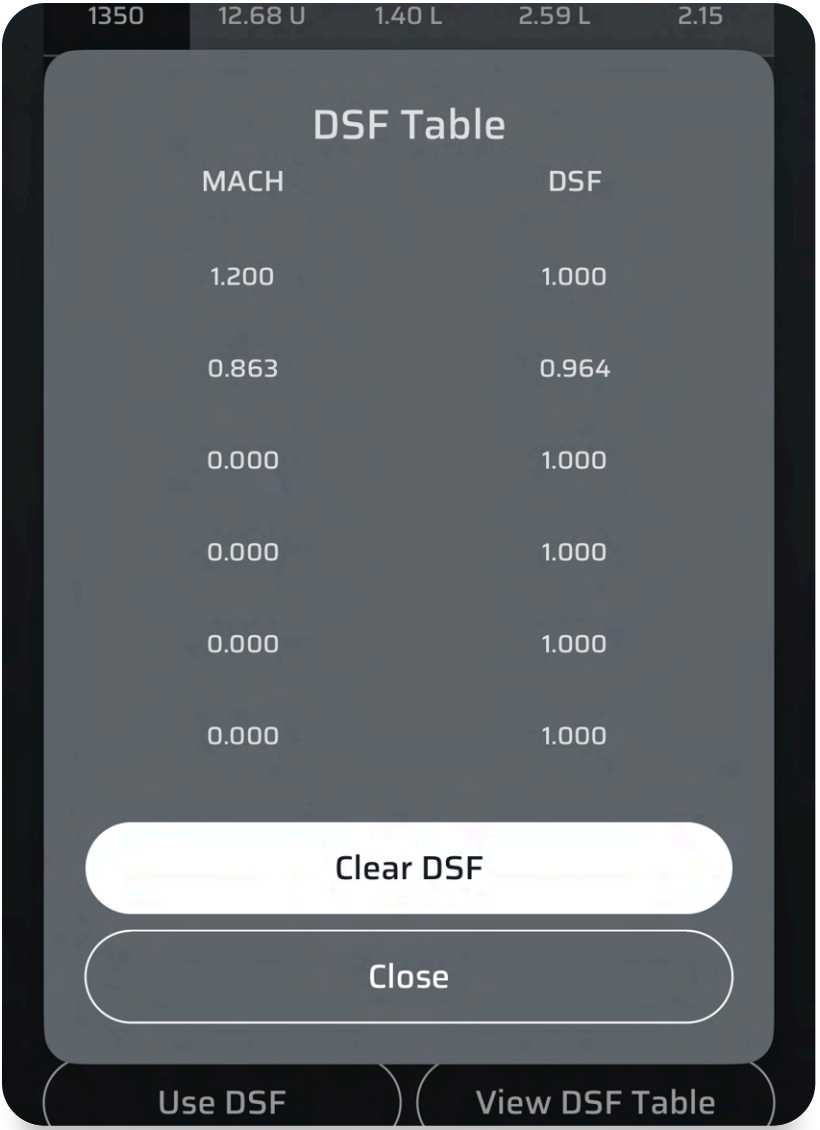 1350 12.68 U 1.40 L 2.59 L 2.15
DSF Table
MACH DSF
1.200 1.000
0.863 0.964
0.000 1.000
0.000 1.000
0.000 1.000
0.000 1.000
Clear DSF
Close
Use DSF View DSF Table